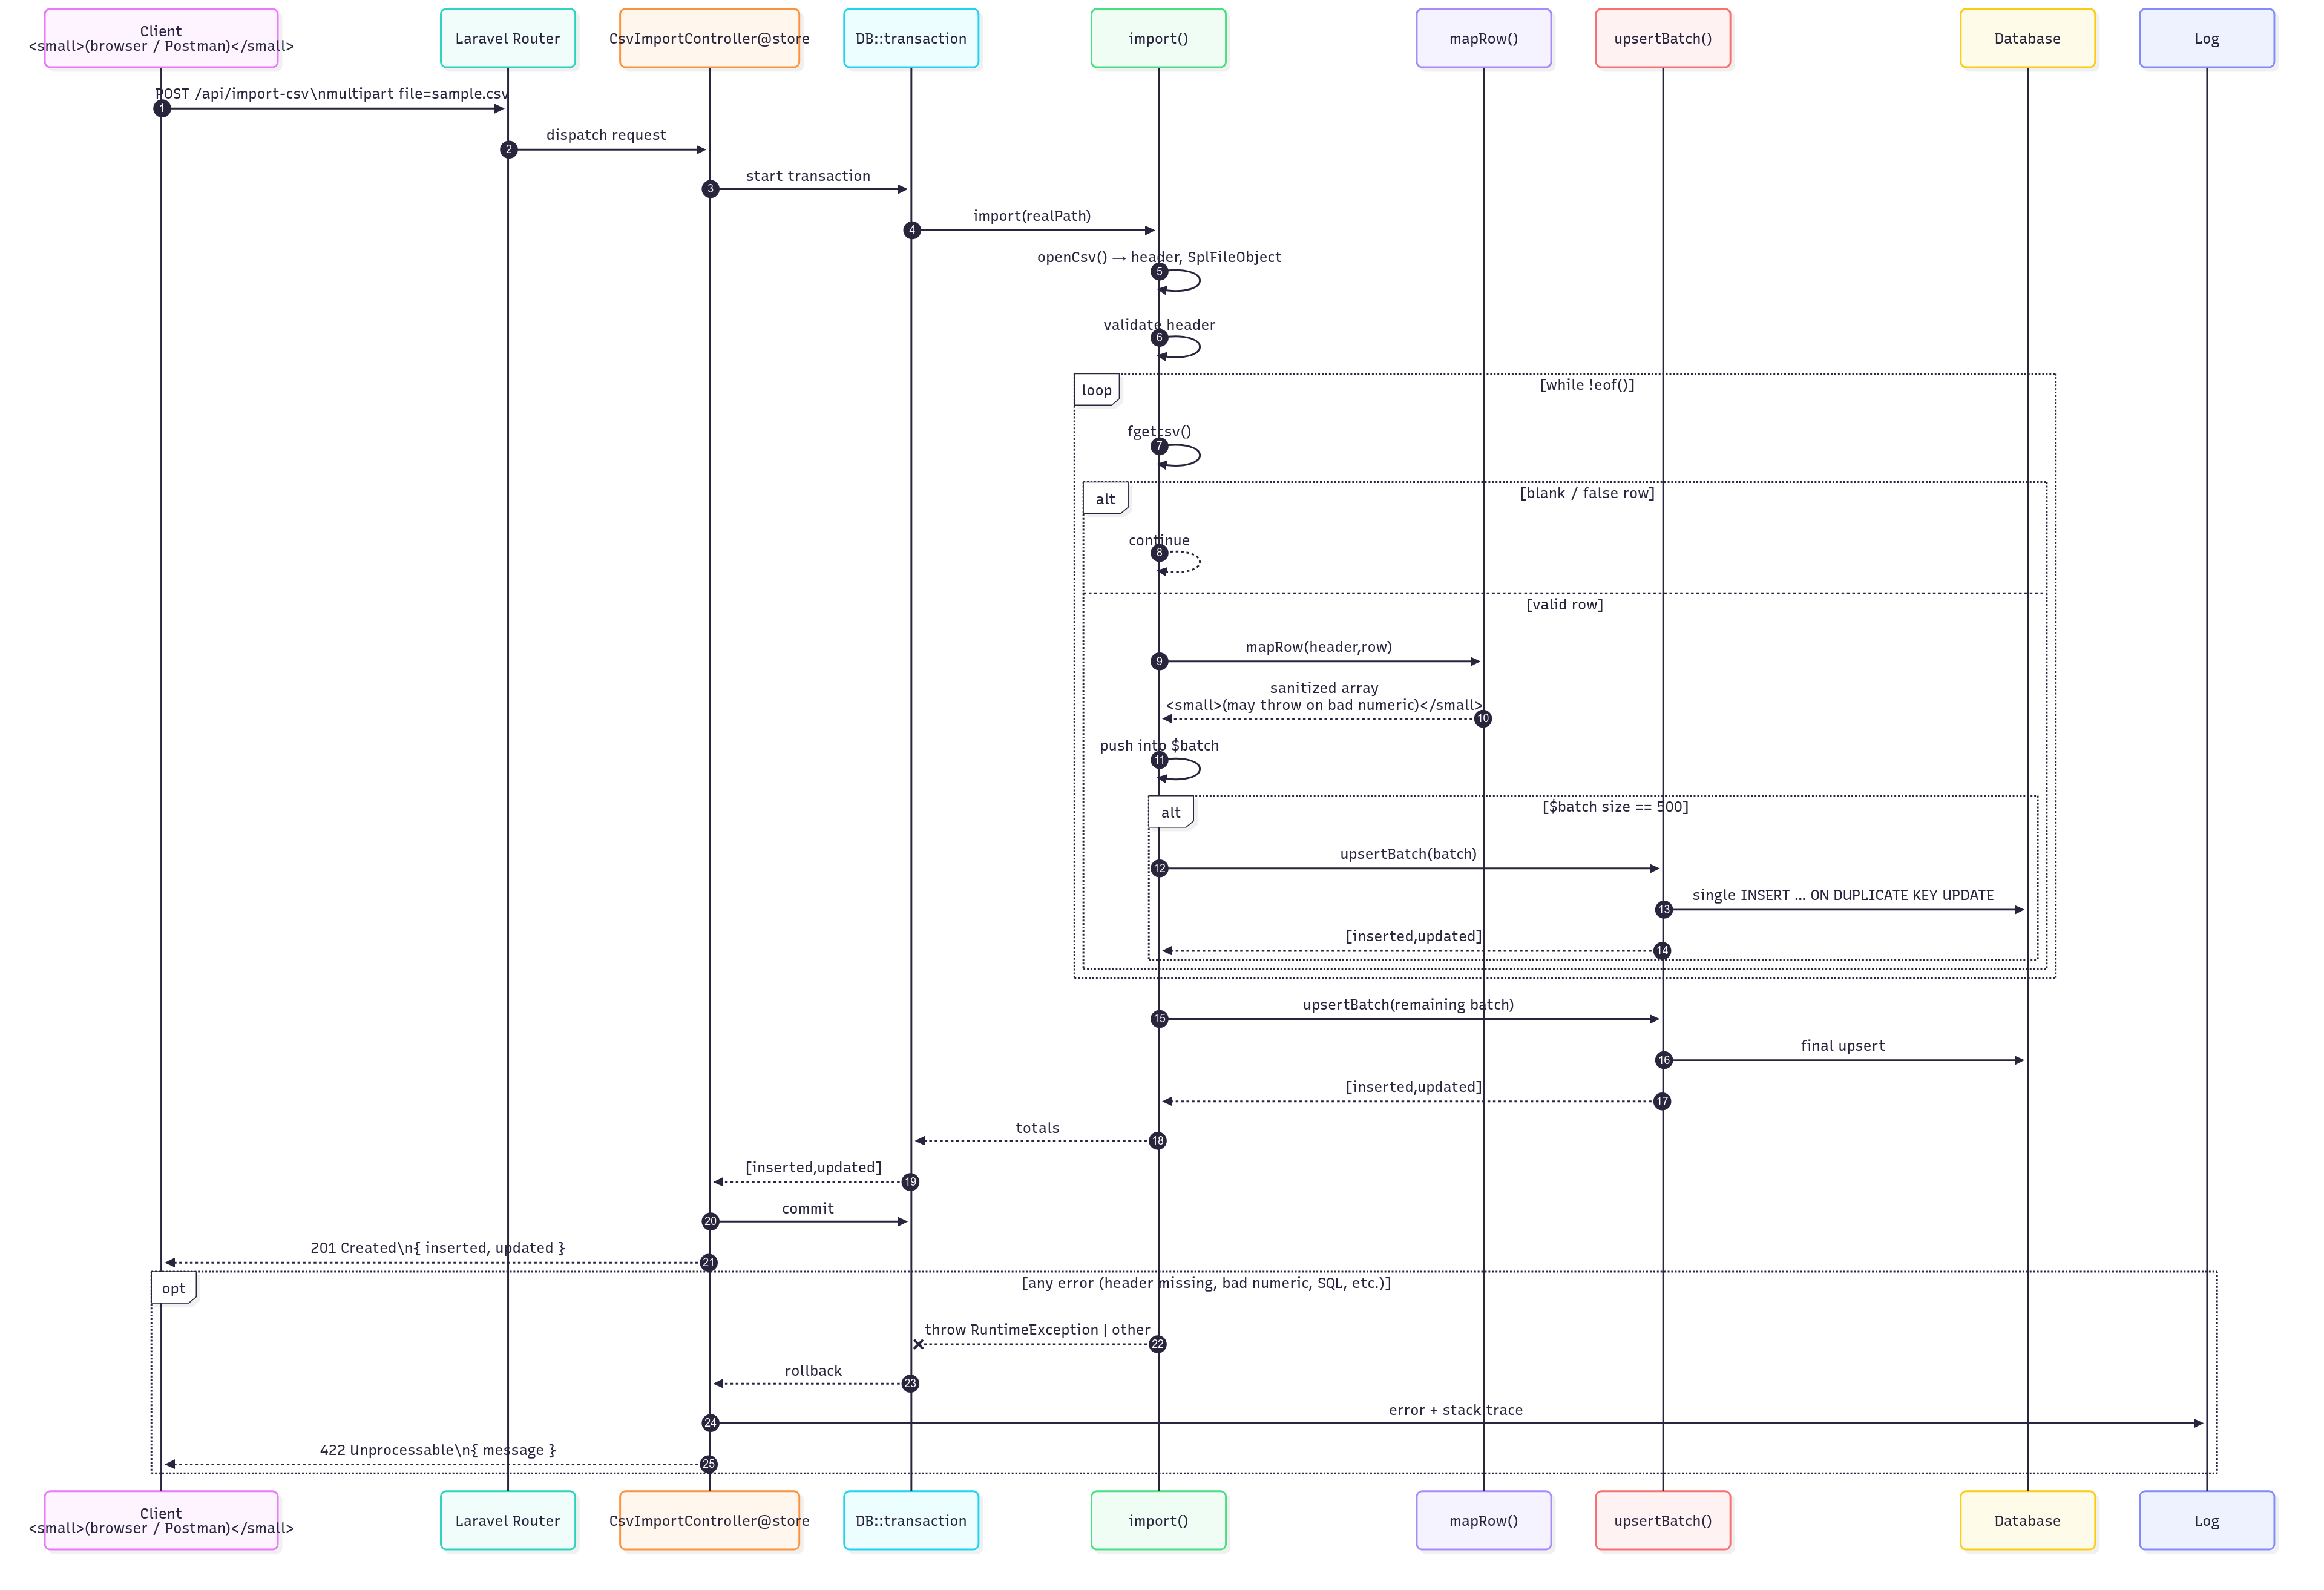 Client
<small>(browser / Postman)</small>
Laravel Router
CsvImportController@store
DB::transaction
import()
mapRow()
upsertBatch()
Database
Log
POST /api/import-csv\nmultipart file=sample.csv
1
dispatch request
2
start transaction
3
import(realPath)
4
openCsv() → header, SplFileObject
5
validate header
6
loop
[while !eof()]
fgetcsv()
7
alt
[blank / false row]
continue
8
[valid row]
mapRow(header,row)
9
sanitized array
<small>(may throw on bad numeric)</small>
10
push into $batch
11
alt
[$batch size == 500]
upsertBatch(batch)
12
single INSERT ... ON DUPLICATE KEY UPDATE
13
[inserted,updated]
14
upsertBatch(remaining batch)
15
final upsert
16
[inserted,updated]
17
totals
18
[inserted,updated]
19
commit
20
201 Created\n{ inserted, updated }
21
opt
[any error (header missing, bad numeric, SQL, etc.)]
throw RuntimeException | other
22
rollback
23
error + stack trace
24
422 Unprocessable\n{ message }
25
Client
<small>(browser / Postman)</small>
Laravel Router
CsvImportController@store
DB::transaction
import()
mapRow()
upsertBatch()
Database
Log